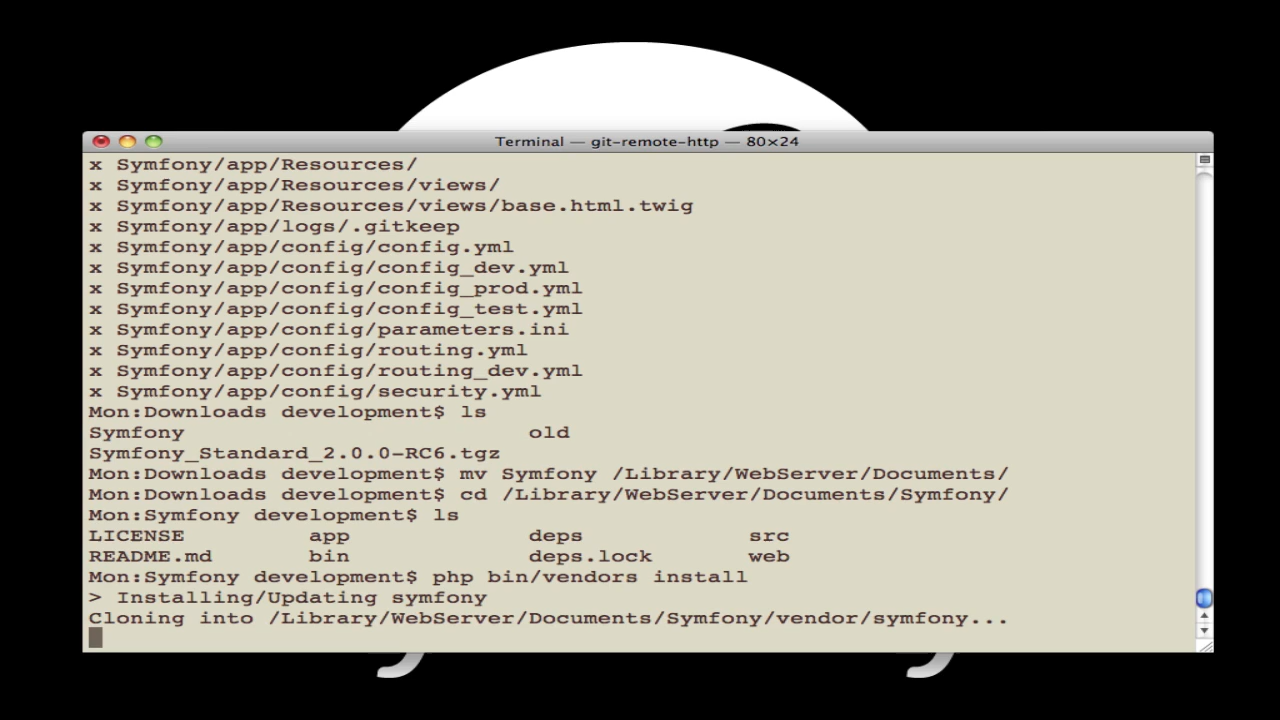 Terminal — git-remote-http — 80×24
x Symfony/app/Resources/
x Symfony/app/Resources/views/
x Symfony/app/Resources/views/base.html.twig
x Symfony/app/logs/.gitkeep
x Symfony/app/config/config.yml
x Symfony/app/config/config_dev.yml
x Symfony/app/config/config_prod.yml
x Symfony/app/config/config_test.yml
x Symfony/app/config/parameters.ini
x Symfony/app/config/routing.yml
x Symfony/app/config/routing_dev.yml
x Symfony/app/config/security.yml
Mon:Downloads development$ ls
Symfony old
Symfony_Standard_2.0.0-RC6.tgz
Mon:Downloads development$ mv Symfony /Library/WebServer/Documents/
Mon:Downloads development$ cd /Library/WebServer/Documents/Symfony/
Mon:Symfony development$ ls
LICENSE app deps src
README.md bin deps.lock web
Mon:Symfony development$ php bin/vendors install
> Installing/Updating symfony
Cloning into /Library/WebServer/Documents/Symfony/vendor/symfony...